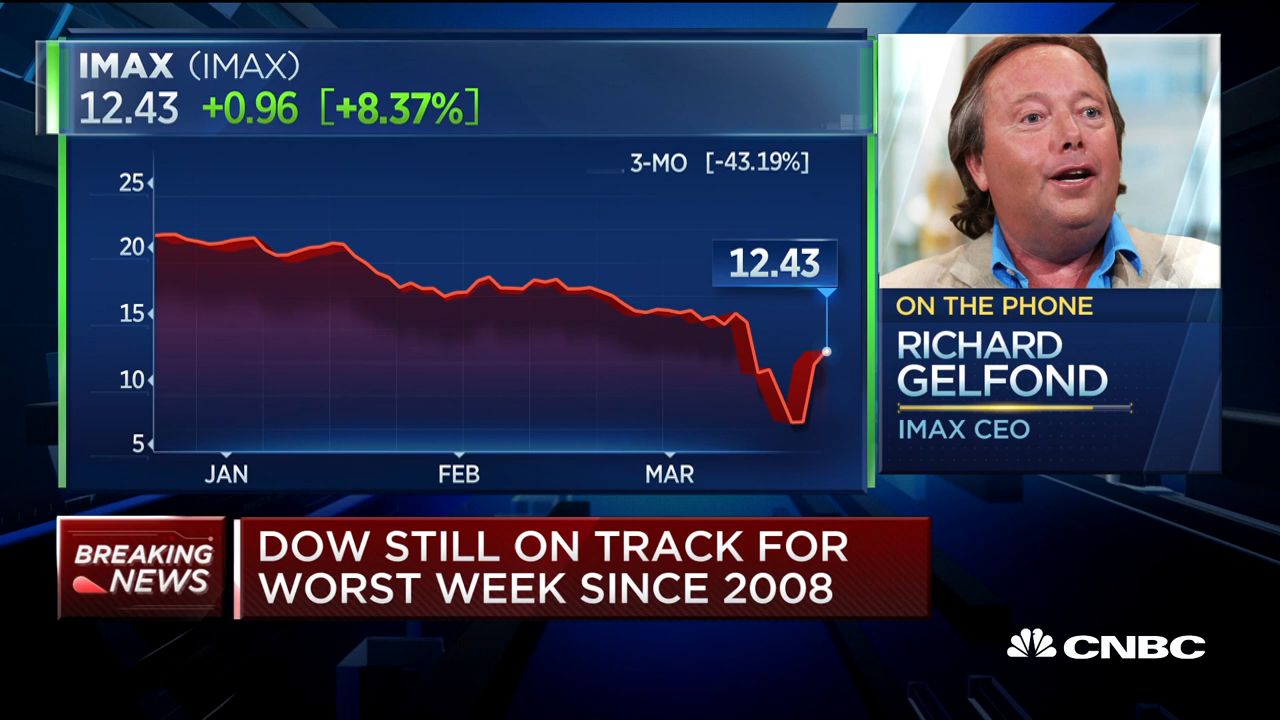 IMAX (IMAX)
12.43 +0.96 [+8.37%]
3-MO [-43.19%]
25
20
15
10
5
12.43
JAN FEB MAR
ON THE PHONE
RICHARD
GELFOND
IMAX CEO
BREAKING
NEWS
DOW STILL ON TRACK FOR
WORST WEEK SINCE 2008
CNBC